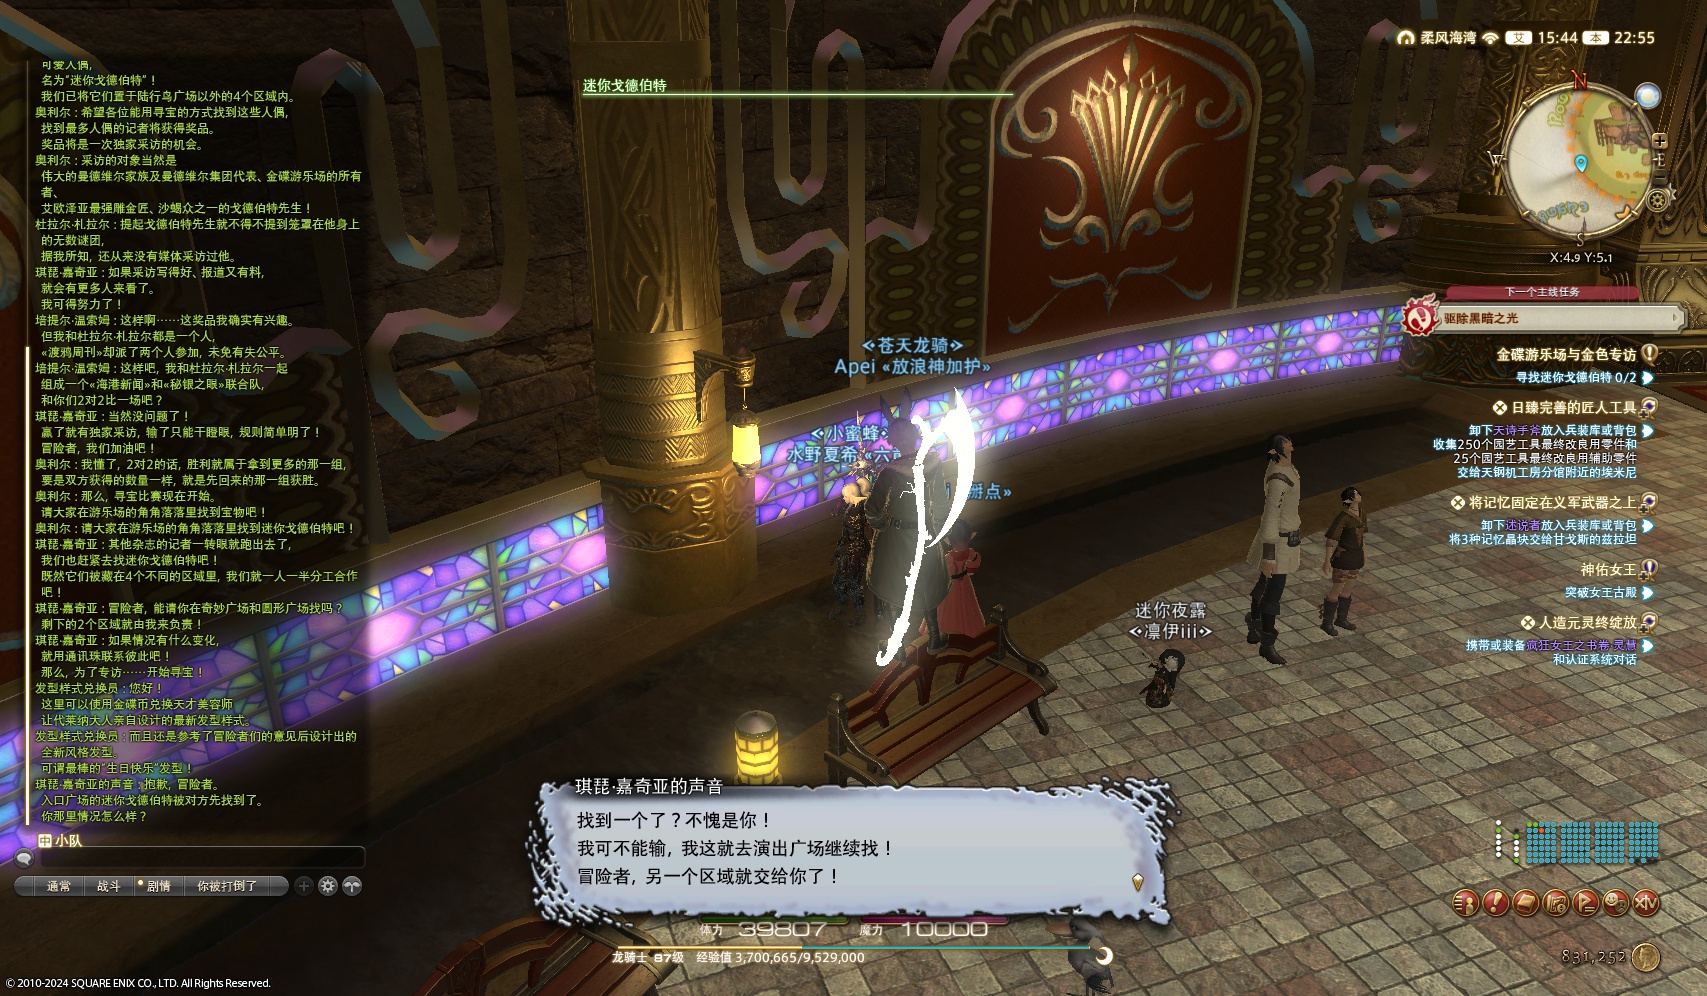 可爱人偶,
名为“迷你戈德伯特”!
我们已将它们置于陆行鸟广场以外的4个区域内。
奥利尔:希望各位能用寻宝的方式找到这些人偶,
找到最多人偶的记者将获得奖品。
奖品将是一次独家采访的机会。
奥利尔:采访的对象当然是
伟大的曼德维尔家族及曼德维尔集团代表、金碟游乐场的所有
者、
艾欧泽亚最强雕金匠、沙蝎众之一的戈德伯特先生!
杜拉尔·札拉尔:提起戈德伯特先生就不得不提到笼罩在他身上
的无数谜团,
据我所知, 还从来没有媒体采访过他。
琪琵·嘉奇亚:如果采访写得好、报道又有料,
就会有更多人来看了。
我可得努力了!
培提尔·温索姆:这样啊……这奖品我确实有兴趣。
但我和杜拉尔·札拉尔都是一个人,
«渡鸦周刊»却派了两个人参加, 未免有失公平。
培提尔·温索姆:这样吧, 我和杜拉尔·札拉尔一起
组成一个«海港新闻»和«秘银之眼»联合队,
和你们2对2比一场吧?
琪琵·嘉奇亚:当然没问题了!
赢了就有独家采访, 输了只能干瞪眼, 规则简单明了!
冒险者, 我们加油吧!
奥利尔:我懂了, 2对2的话, 胜利就属于拿到更多的那一组,
要是双方获得的数量一样, 就是先回来的那一组获胜。
奥利尔:那么, 寻宝比赛现在开始。
请大家在游乐场的角角落落里找到宝物吧!
奥利尔:请大家在游乐场的角角落落里找到迷你戈德伯特吧!
琪琵·嘉奇亚:其他杂志的记者一转眼就跑出去了,
我们也赶紧去找迷你戈德伯特吧!
既然它们被藏在4个不同的区域里, 我们就一人一半分工合作
吧!
琪琵·嘉奇亚:冒险者, 能请你在奇妙广场和圆形广场找吗?
剩下的2个区域就由我来负责!
琪琵·嘉奇亚:如果情况有什么变化,
就用通讯珠联系彼此吧!
那么, 为了专访……开始寻宝!
发型样式兑换员:您好!
这里可以使用金碟币兑换天才美容师
让代莱纳大人亲自设计的最新发型样式。
发型样式兑换员:而且还是参考了冒险者们的意见后设计出的
全新风格发型。
可谓最棒的“生日快乐”发型!
琪琵·嘉奇亚的声音:抱歉, 冒险者。
入口广场的迷你戈德伯特被对方先找到了。
你那里情况怎么样?
中 小队
通常 战斗 剧情 你被打倒了
迷你戈德伯特
«苍天龙骑»
Apei «放浪神加护»
«小蜜蜂»
水野夏希
迷你夜露
«凛伊iii»
琪琵·嘉奇亚的声音
找到一个了?不愧是你!
我可不能输, 我这就去演出广场继续找!
冒险者, 另一个区域就交给你了!
体力 39807 魔力 10000
龙骑士 87级 经验值 3,700,665/9,529,000
柔风海湾 艾 15:44 本 22:55
N
W
E
S
X:4.9 Y:5.1
下一个主线任务
驱除黑暗之光
金碟游乐场与金色专访
寻找迷你戈德伯特 0/2
日臻完善的匠人工具
卸下天诗手斧放入兵装库或背包
收集250个园艺工具最终改良用零件和
25个园艺工具最终改良用辅助零件
交给天钢机工房分馆附近的埃米尼
将记忆固定在义军武器之上
卸下述说者放入兵装库或背包
将3种记忆晶块交给甘戈斯的兹拉坦
神佑女王
突破女王古殿
人造元灵终绽放
携带或装备疯狂女王之书卷·灵慧
和认证系统对话
831,252
© 2010-2024 SQUARE ENIX CO., LTD. All Rights Reserved.